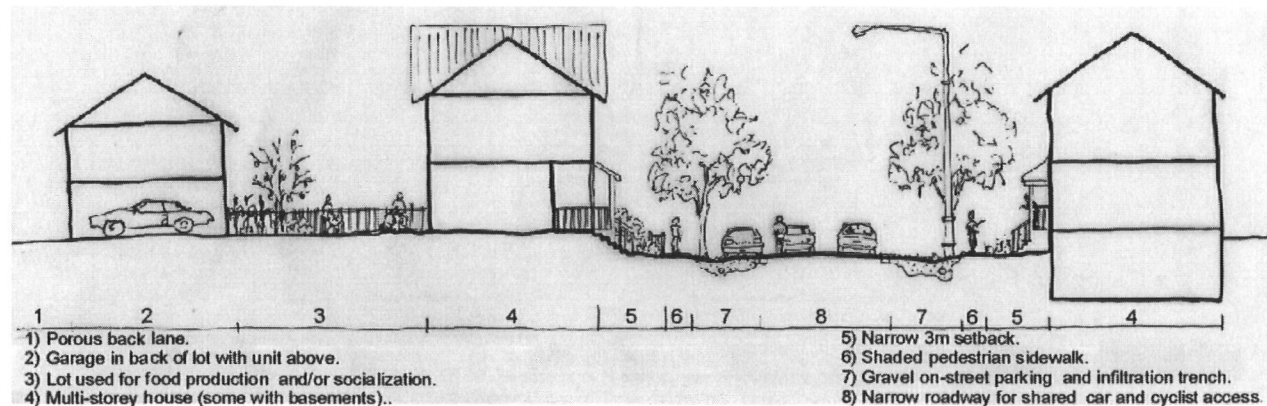 1 2 3 4 5 6 7 8 7 6 5 4
1) Porous back lane.
2) Garage in back of lot with unit above.
3) Lot used for food production and/or socialization.
4) Multi-storey house (some with basements)..
5) Narrow 3m setback.
6) Shaded pedestrian sidewalk.
7) Gravel on-street parking and infiltration trench.
8) Narrow roadway for shared car and cyclist access.